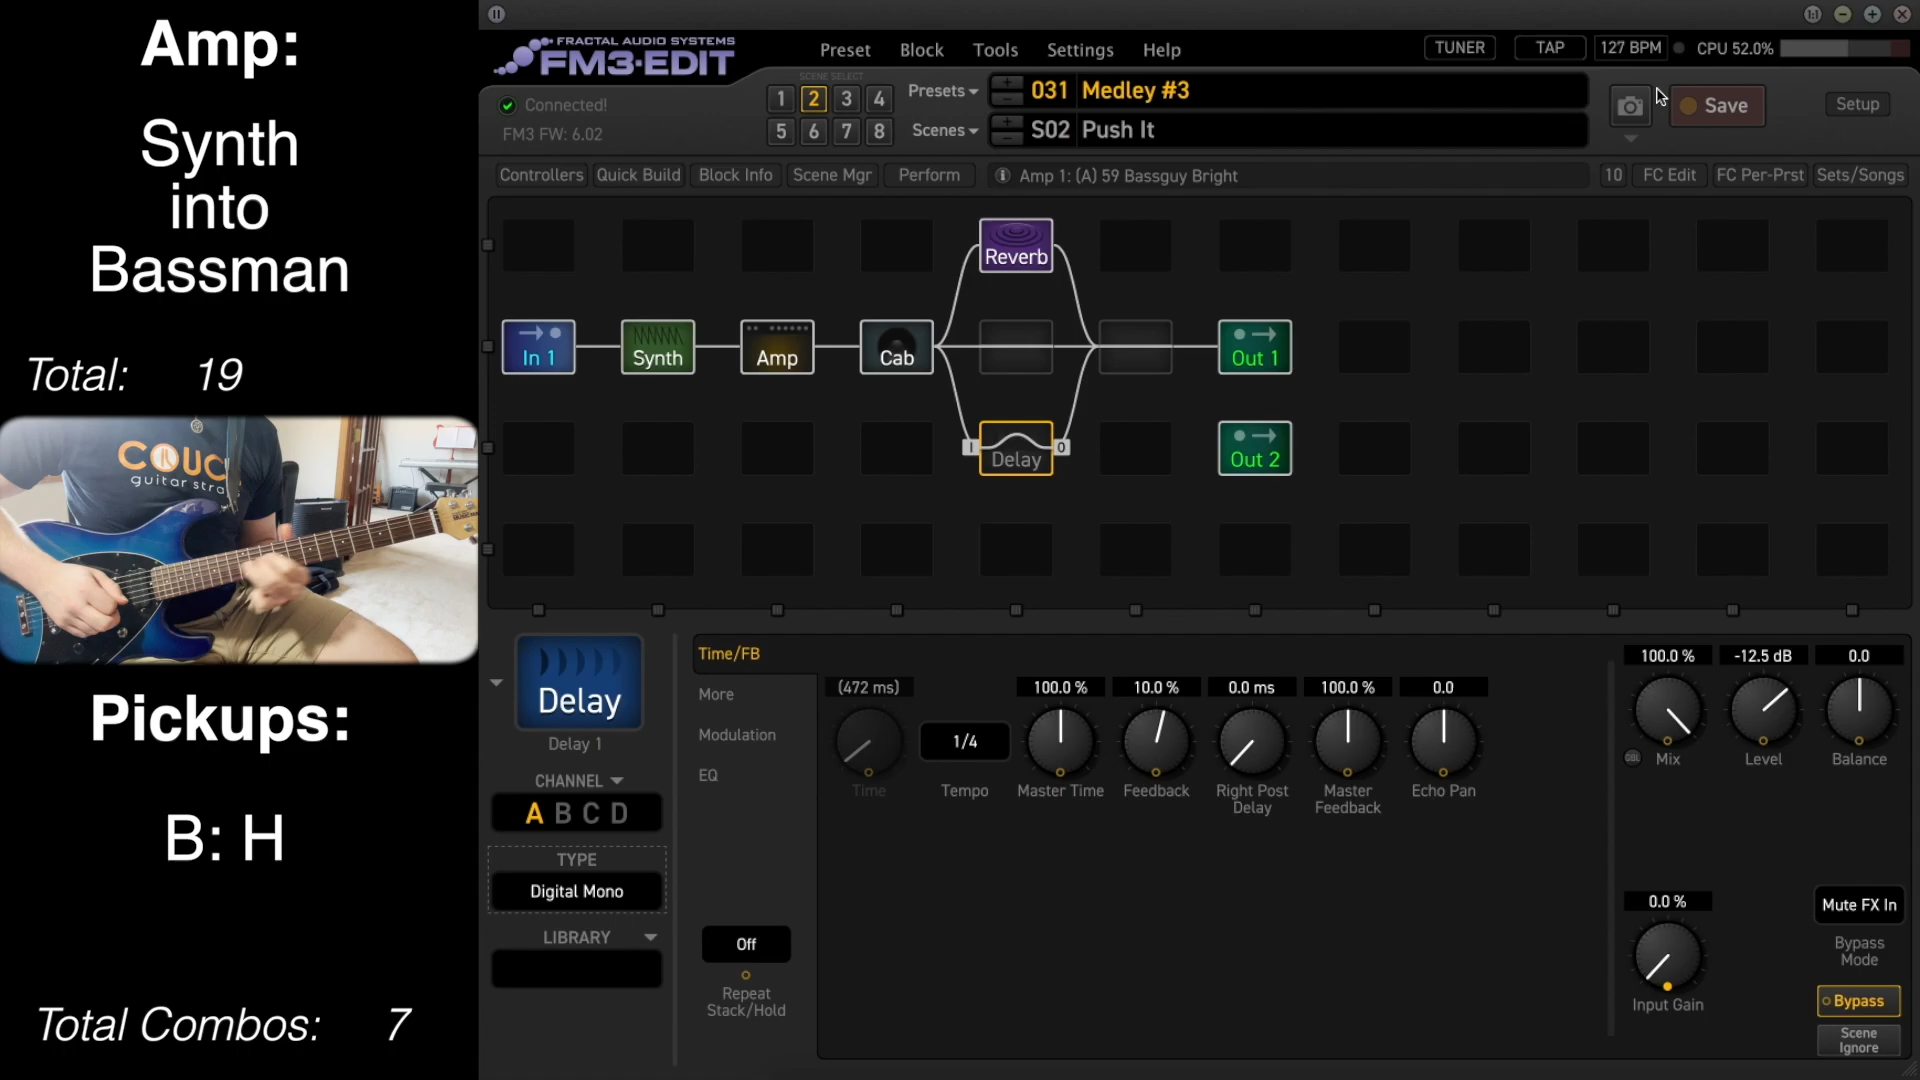 Amp:
Synth
into
Bassman
Total: 19
COUC
guitar stra
Pickups:
B: H
Total Combos: 7
FRACTAL AUDIO SYSTEMS
FM3·EDIT
Preset Block Tools Settings Help
TUNER TAP 127 BPM CPU 52.0%
Connected!
FM3 FW: 6.02
SCENE SELECT
1 2 3 4
5 6 7 8
Presets 031 Medley #3
Scenes S02 Push It
Save Setup
Controllers Quick Build Block Info Scene Mgr Perform Amp 1: (A) 59 Bassguy Bright 10 FC Edit FC Per-Prst Sets/Songs
Reverb
In 1 Synth Amp Cab Out 1
I Delay O Out 2
Delay
Delay 1
CHANNEL
A B C D
TYPE
Digital Mono
LIBRARY
Time/FB
More
Modulation
EQ
Off
Repeat
Stack/Hold
(472 ms) 100.0 % 10.0 % 0.0 ms 100.0 % 0.0
1/4
Time Tempo Master Time Feedback Right Post Delay Master Feedback Echo Pan
100.0 % -12.5 dB 0.0
Mix Level Balance
0.0 %
Input Gain
Mute FX In
Bypass
Mode
Bypass
Scene
Ignore